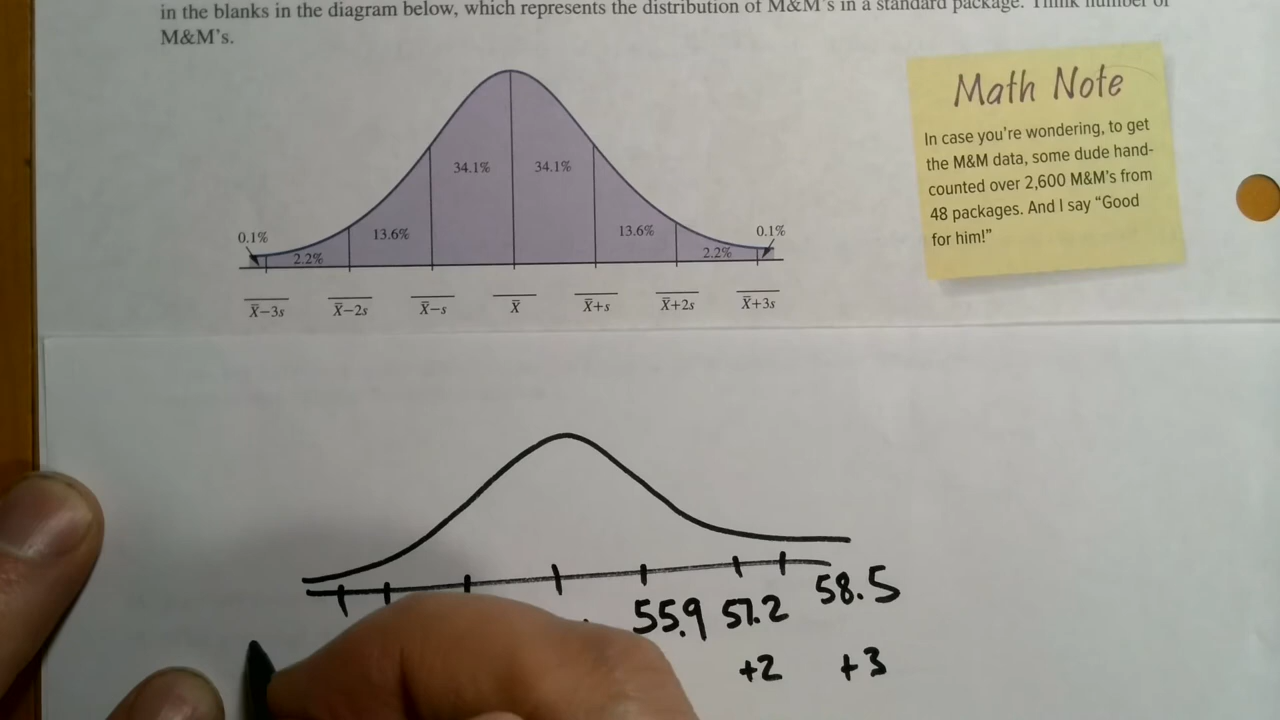 in the blanks in the diagram below, which represents the distribution of M&M's in a standard package. Think number of
M&M's.
Math Note
In case you're wondering, to get
the M&M data, some dude hand-
counted over 2,600 M&M's from
48 packages. And I say “Good
for him!”
34.1% 34.1%
0.1% 13.6% 13.6% 0.1%
2.2% 2.2%
X̅−3s X̅−2s X̅−s X̅ X̅+s X̅+2s X̅+3s
55.9 57.2 58.5
+2 +3